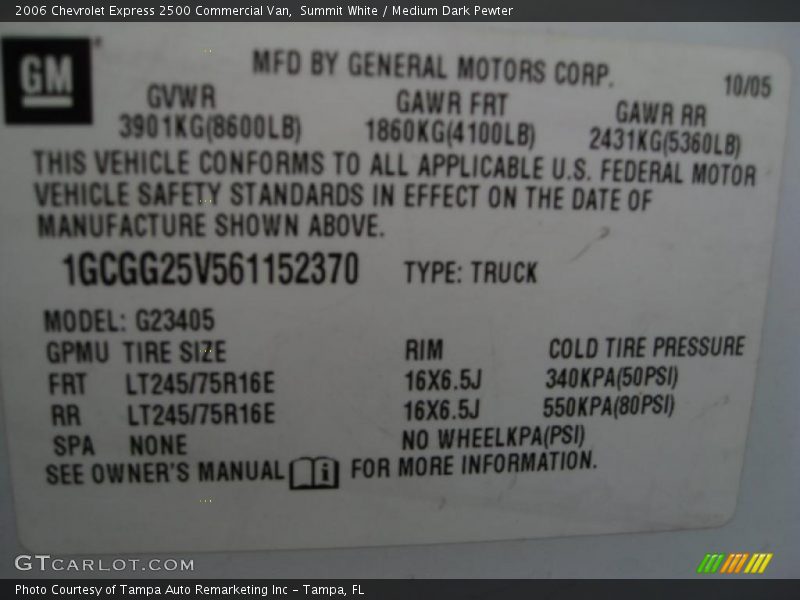 2006 Chevrolet Express 2500 Commercial Van, Summit White / Medium Dark Pewter
GM
MFD BY GENERAL MOTORS CORP.
10/05
GVWR GAWR FRT GAWR RR
3901KG(8600LB) 1860KG(4100LB) 2431KG(5360LB)
THIS VEHICLE CONFORMS TO ALL APPLICABLE U.S. FEDERAL MOTOR
VEHICLE SAFETY STANDARDS IN EFFECT ON THE DATE OF
MANUFACTURE SHOWN ABOVE.
1GCGG25V561152370 TYPE: TRUCK
MODEL: G23405
GPMU TIRE SIZE RIM COLD TIRE PRESSURE
FRT LT245/75R16E 16X6.5J 340KPA(50PSI)
RR LT245/75R16E 16X6.5J 550KPA(80PSI)
SPA NONE NO WHEELKPA(PSI)
SEE OWNER'S MANUAL i FOR MORE INFORMATION.
GTCARLOT.COM
Photo Courtesy of Tampa Auto Remarketing Inc - Tampa, FL